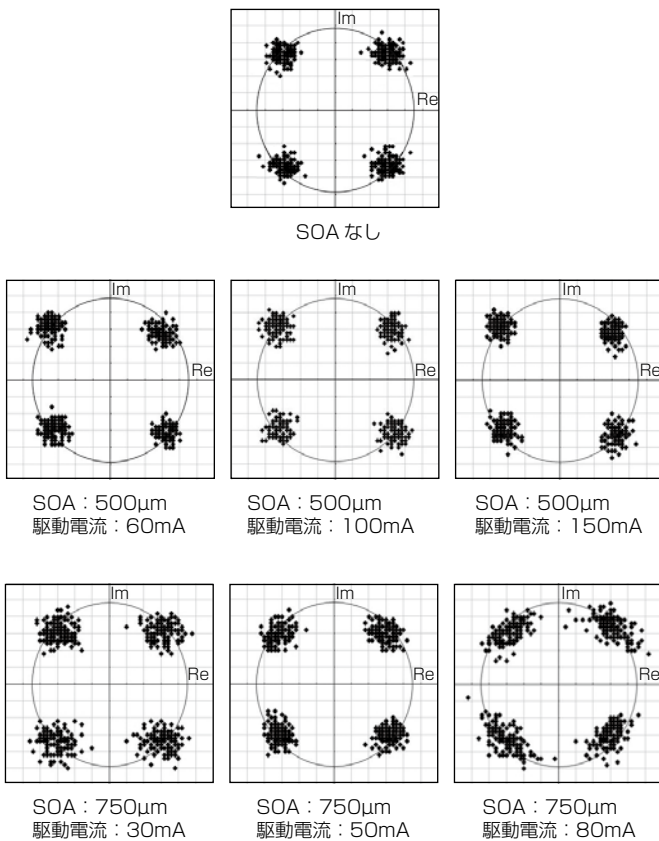 Im
Re
SOA なし
Im
Re
SOA：500μm
駆動電流：60mA
Im
Re
SOA：500μm
駆動電流：100mA
Im
Re
SOA：500μm
駆動電流：150mA
Im
Re
SOA：750μm
駆動電流：30mA
Im
Re
SOA：750μm
駆動電流：50mA
Im
Re
SOA：750μm
駆動電流：80mA